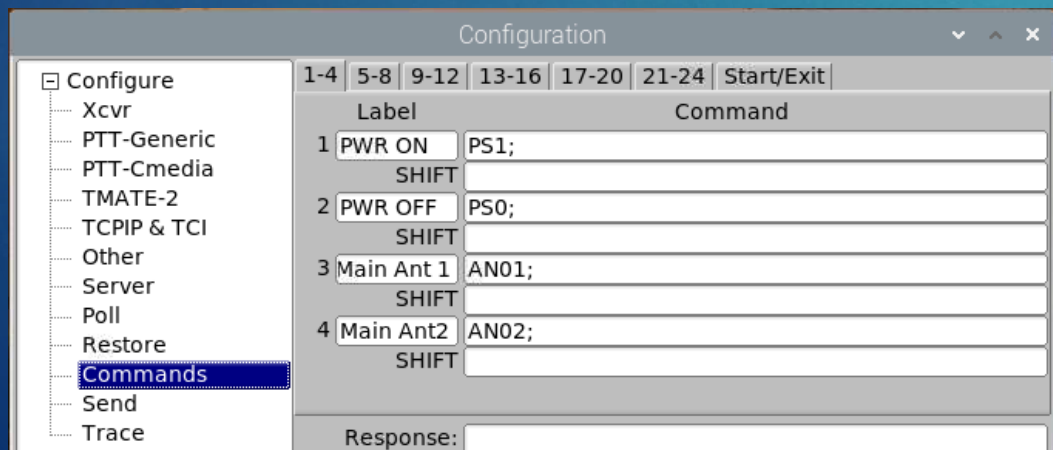 Configuration
Configure
Xcvr
PTT-Generic
PTT-Cmedia
TMATE-2
TCPIP & TCI
Other
Server
Poll
Restore
Commands
Send
Trace
1-4 5-8 9-12 13-16 17-20 21-24 Start/Exit
Label Command
1 PWR ON PS1;
SHIFT
2 PWR OFF PS0;
SHIFT
3 Main Ant 1 AN01;
SHIFT
4 Main Ant2 AN02;
SHIFT
Response: